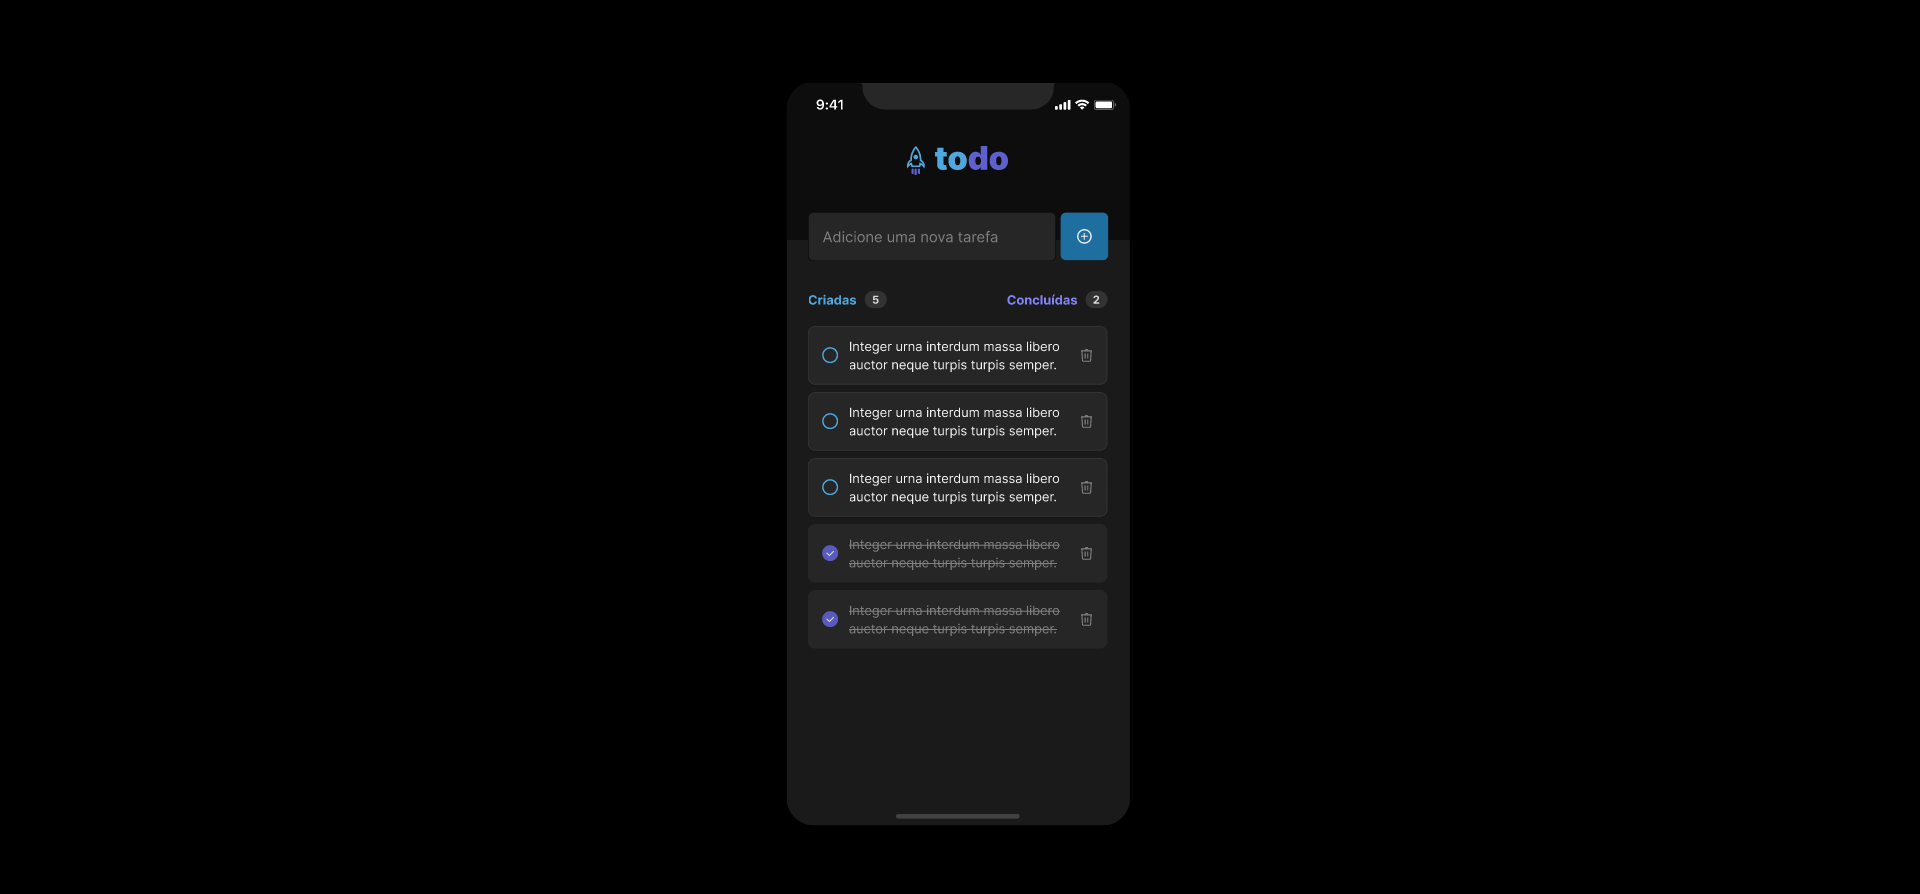 9:41
todo
Adicione uma nova tarefa
Criadas 5 Concluídas 2
Integer urna interdum massa libero
auctor neque turpis turpis semper.
Integer urna interdum massa libero
auctor neque turpis turpis semper.
Integer urna interdum massa libero
auctor neque turpis turpis semper.
Integer urna interdum massa libero
auctor neque turpis turpis semper.
Integer urna interdum massa libero
auctor neque turpis turpis semper.